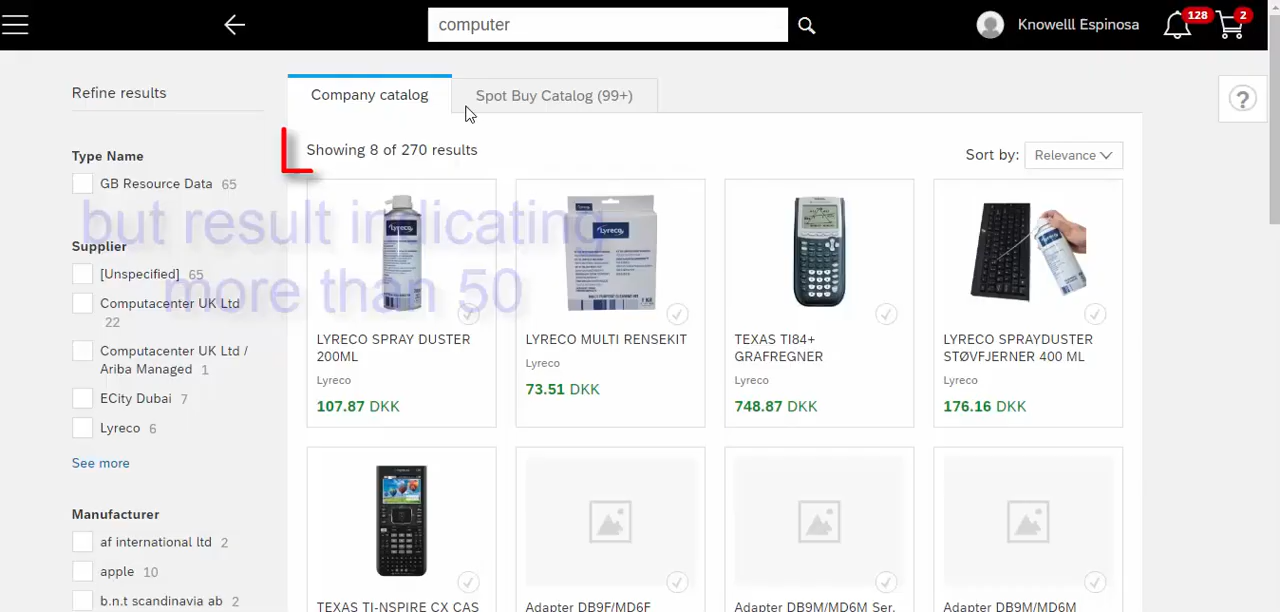 computer
Knowelll Espinosa
128
2
Refine results
Company catalog
Spot Buy Catalog (99+)
?
Showing 8 of 270 results
Sort by: Relevance
Type Name
GB Resource Data 65
but result indicating
more than 50
Supplier
[Unspecified] 65
Computacenter UK Ltd
22
Computacenter UK Ltd /
Ariba Managed 1
ECity Dubai 7
Lyreco 6
See more
Manufacturer
af international ltd 2
apple 10
b.n.t scandinavia ab 2
Lyreco
LYRECO SPRAY DUSTER
200ML
Lyreco
107.87 DKK
Lyreco
LYRECO MULTI RENSEKIT
Lyreco
73.51 DKK
TEXAS TI84+
GRAFREGNER
Lyreco
748.87 DKK
LYRECO SPRAYDUSTER
STØVFJERNER 400 ML
Lyreco
176.16 DKK
TEXAS TI-NSPIRE CX CAS
Adapter DB9F/MD6F
Adapter DB9M/MD6M Ser.
Adapter DB9M/MD6M